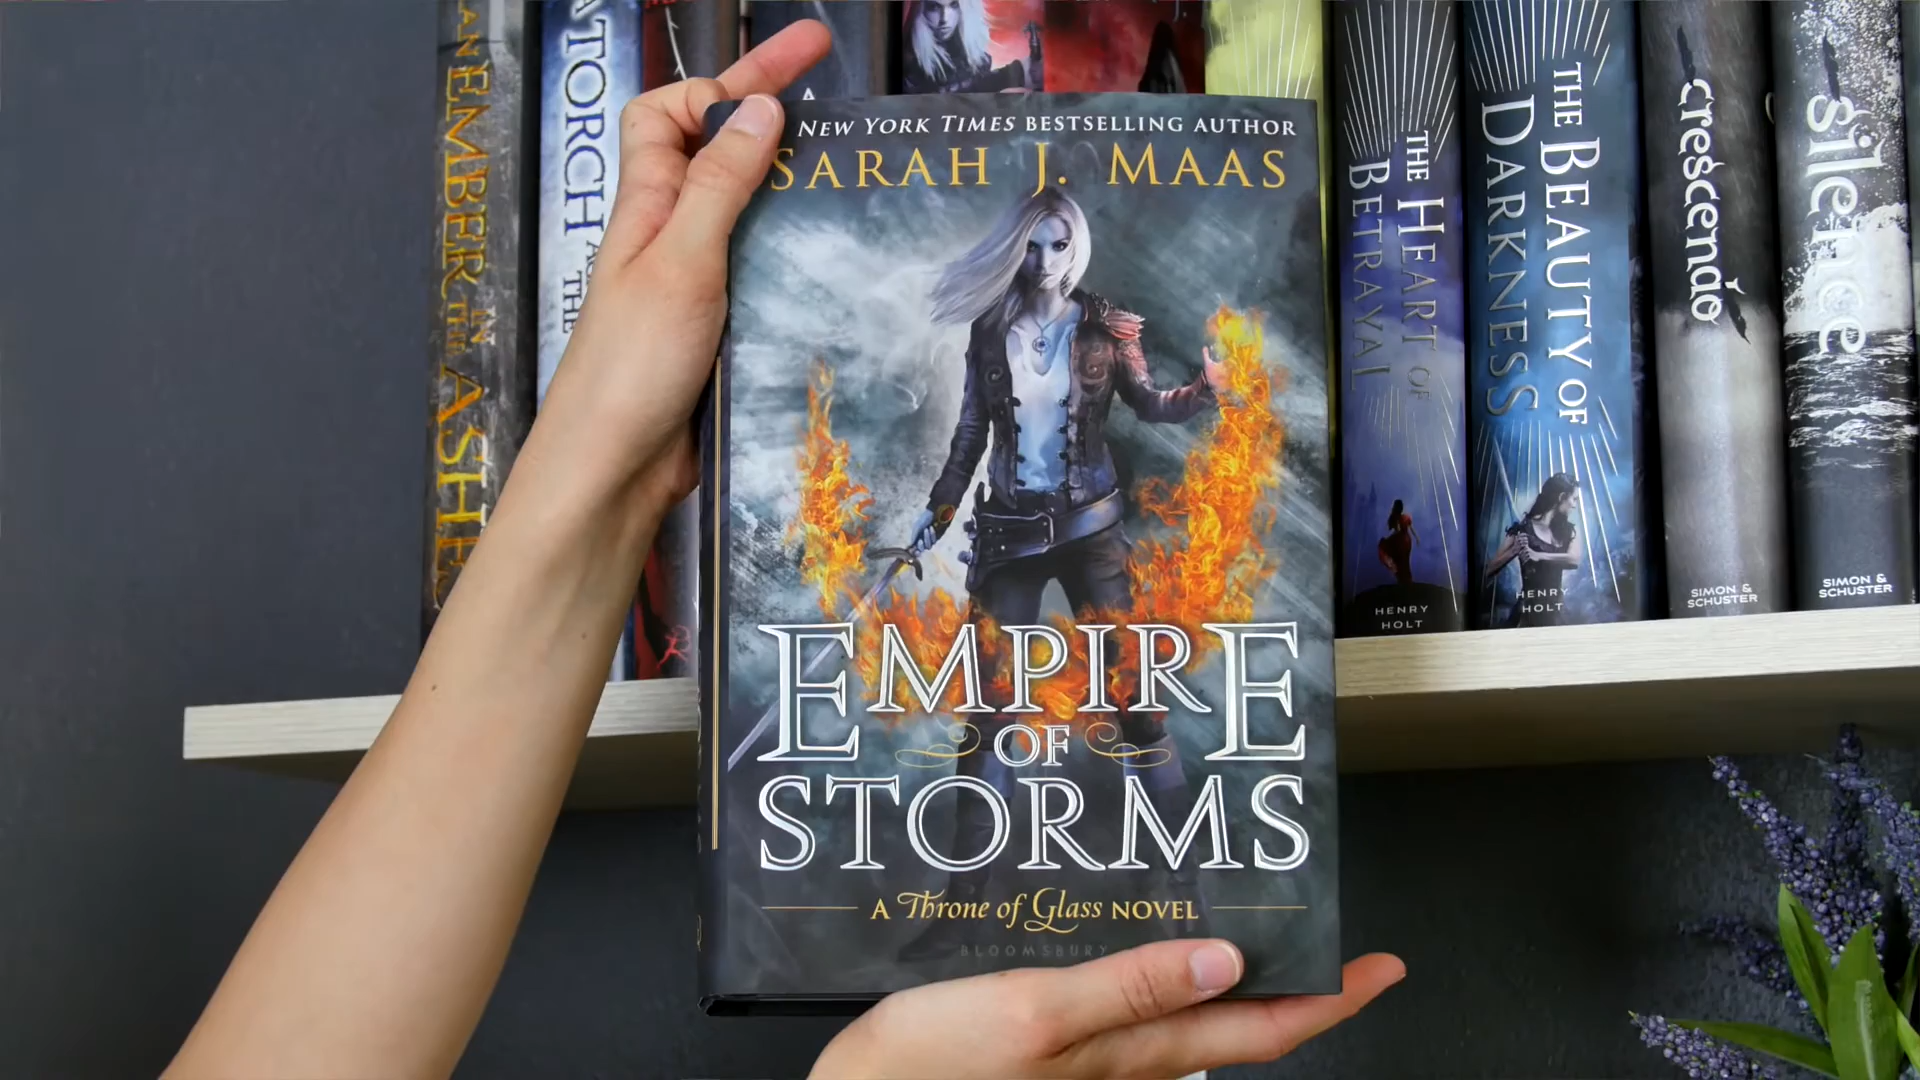 AN EMBER IN THE ASHES
A TORCH AG
THE
A
NEW YORK TIMES BESTSELLING AUTHOR
SARAH J. MAAS
EMPIRE
OF
STORMS
A Throne of Glass NOVEL
BLOOMSBURY
THE HEART OF
BETRAYAL
HENRY
HOLT
THE BEAUTY OF
DARKNESS
HENRY
HOLT
crescendo
SIMON &
SCHUSTER
silence
SIMON &
SCHUSTER